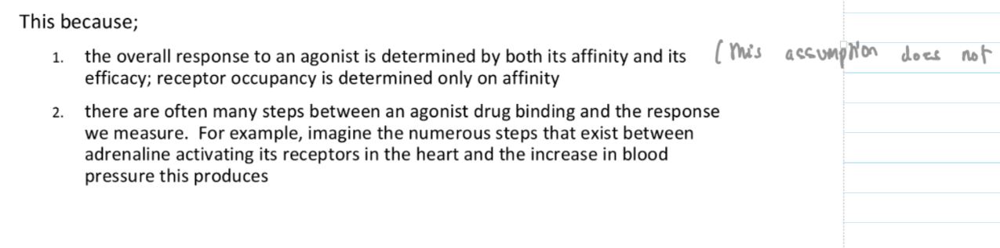 This because;
1. the overall response to an agonist is determined by both its affinity and its (this assumption does not
efficacy; receptor occupancy is determined only on affinity
2. there are often many steps between an agonist drug binding and the response
we measure. For example, imagine the numerous steps that exist between
adrenaline activating its receptors in the heart and the increase in blood
pressure this produces